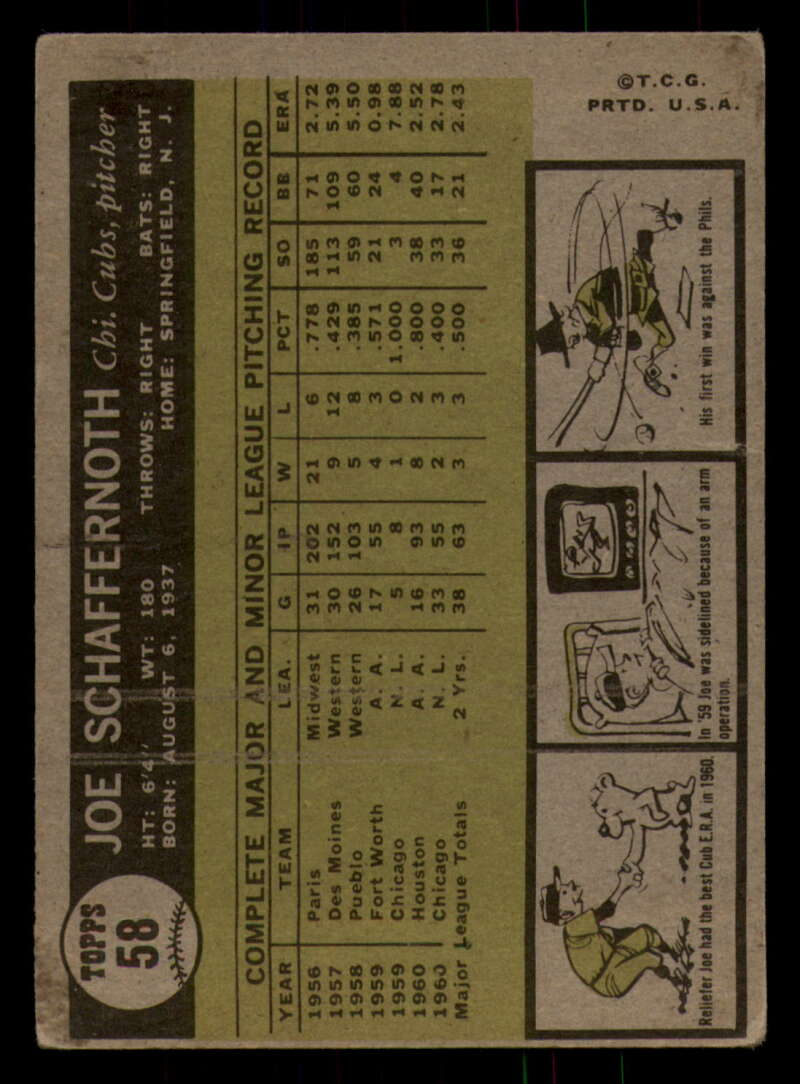 TOPPS
58
JOE SCHAFFERNOTH Chi. Cubs, pitcher
HT: 6'4" WT: 180 THROWS: RIGHT BATS: RIGHT
BORN: AUGUST 6, 1937 HOME: SPRINGFIELD, N. J.
COMPLETE MAJOR AND MINOR LEAGUE PITCHING RECORD
YEAR TEAM LEA. G IP W L PCT SO BB ERA
1956 Paris Midwest 31 202 21 6 .778 185 71 2.72
1957 Des Moines Western 30 152 9 12 .429 113 109 5.39
1958 Pueblo Western 26 103 5 8 .385 59 60 5.50
1959 Fort Worth A. A. 17 55 4 3 .571 21 24 0.98
1959 Chicago N. L. 5 8 1 0 1.000 3 4 7.88
1960 Houston A. A. 16 93 8 2 .800 38 40 2.52
1960 Chicago N. L. 33 55 2 3 .400 33 17 2.78
Major League Totals 2 Yrs. 38 63 3 3 .500 36 21 2.43
Reliefer Joe had the best Cub E.R.A. in 1960.
In '59 Joe was sidelined because of an arm
operation.
His first win was against the Phils.
©T.C.G.
PRTD. U.S.A.